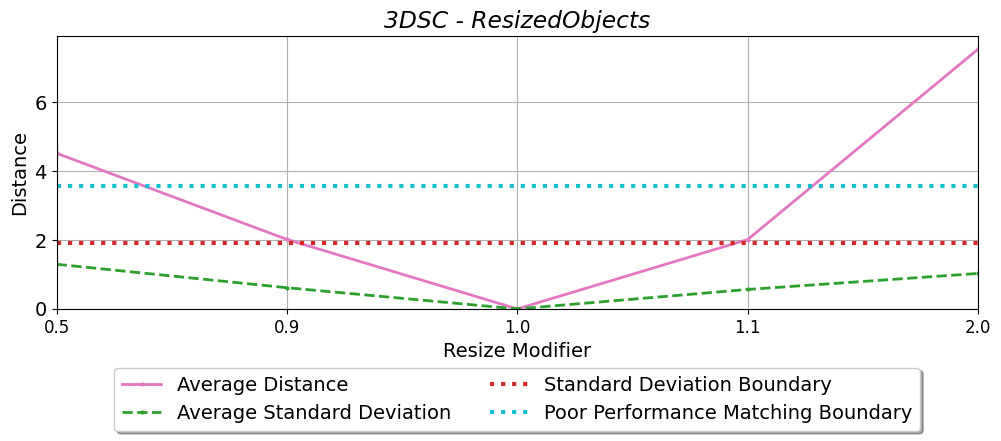 3DSC - ResizedObjects
Distance
6
4
2
0
0.5 0.9 1.0 1.1 2.0
Resize Modifier
Average Distance
Average Standard Deviation
Standard Deviation Boundary
Poor Performance Matching Boundary